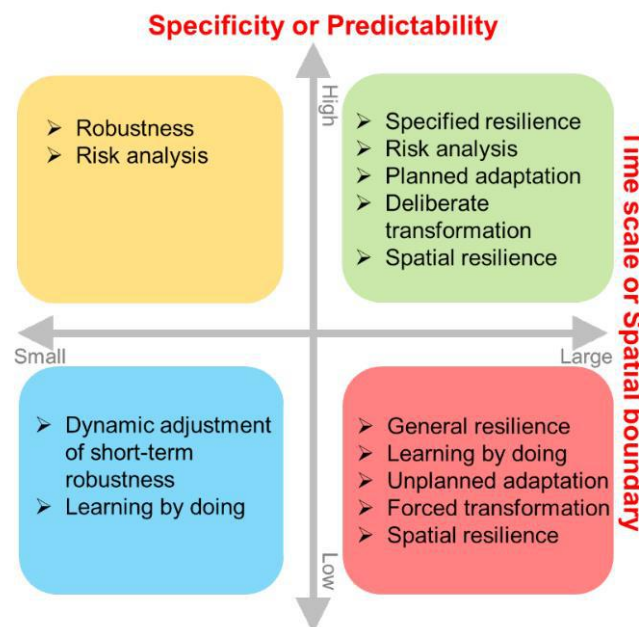 Specificity or Predictability
High
Robustness
Risk analysis
Specified resilience
Risk analysis
Planned adaptation
Deliberate
transformation
Spatial resilience
Time scale or Spatial boundary
Small
Large
Dynamic adjustment
of short-term
robustness
Learning by doing
General resilience
Learning by doing
Unplanned adaptation
Forced transformation
Spatial resilience
Low